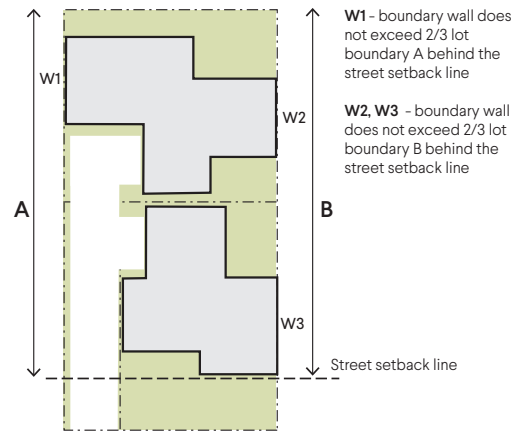 W1 - boundary wall does
not exceed 2/3 lot
boundary A behind the
street setback line
W1
W2, W3 - boundary wall
does not exceed 2/3 lot
boundary B behind the
street setback line
W2
A
B
W3
Street setback line